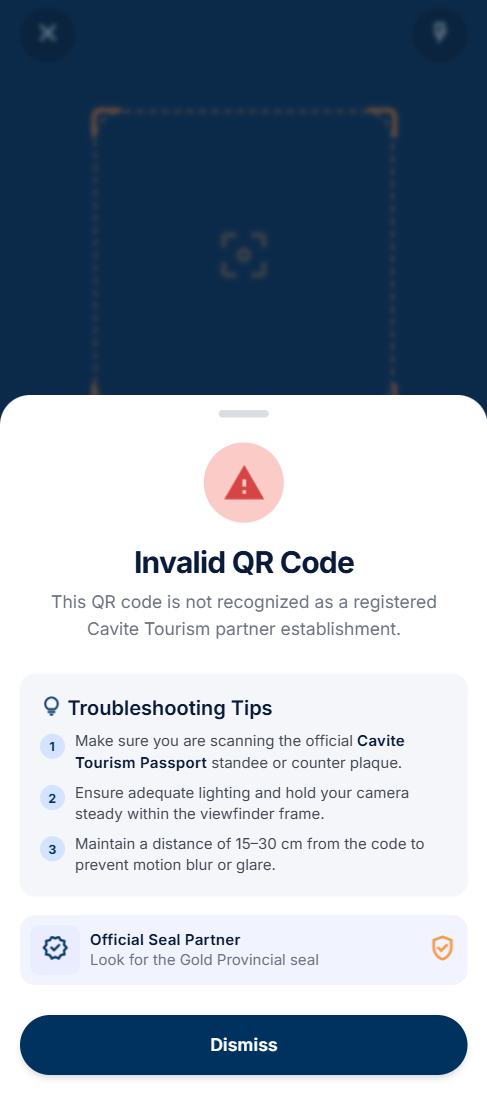 Invalid QR Code
This QR code is not recognized as a registered
Cavite Tourism partner establishment.
Troubleshooting Tips
1 Make sure you are scanning the official Cavite
Tourism Passport standee or counter plaque.
2 Ensure adequate lighting and hold your camera
steady within the viewfinder frame.
3 Maintain a distance of 15–30 cm from the code to
prevent motion blur or glare.
Official Seal Partner
Look for the Gold Provincial seal
Dismiss